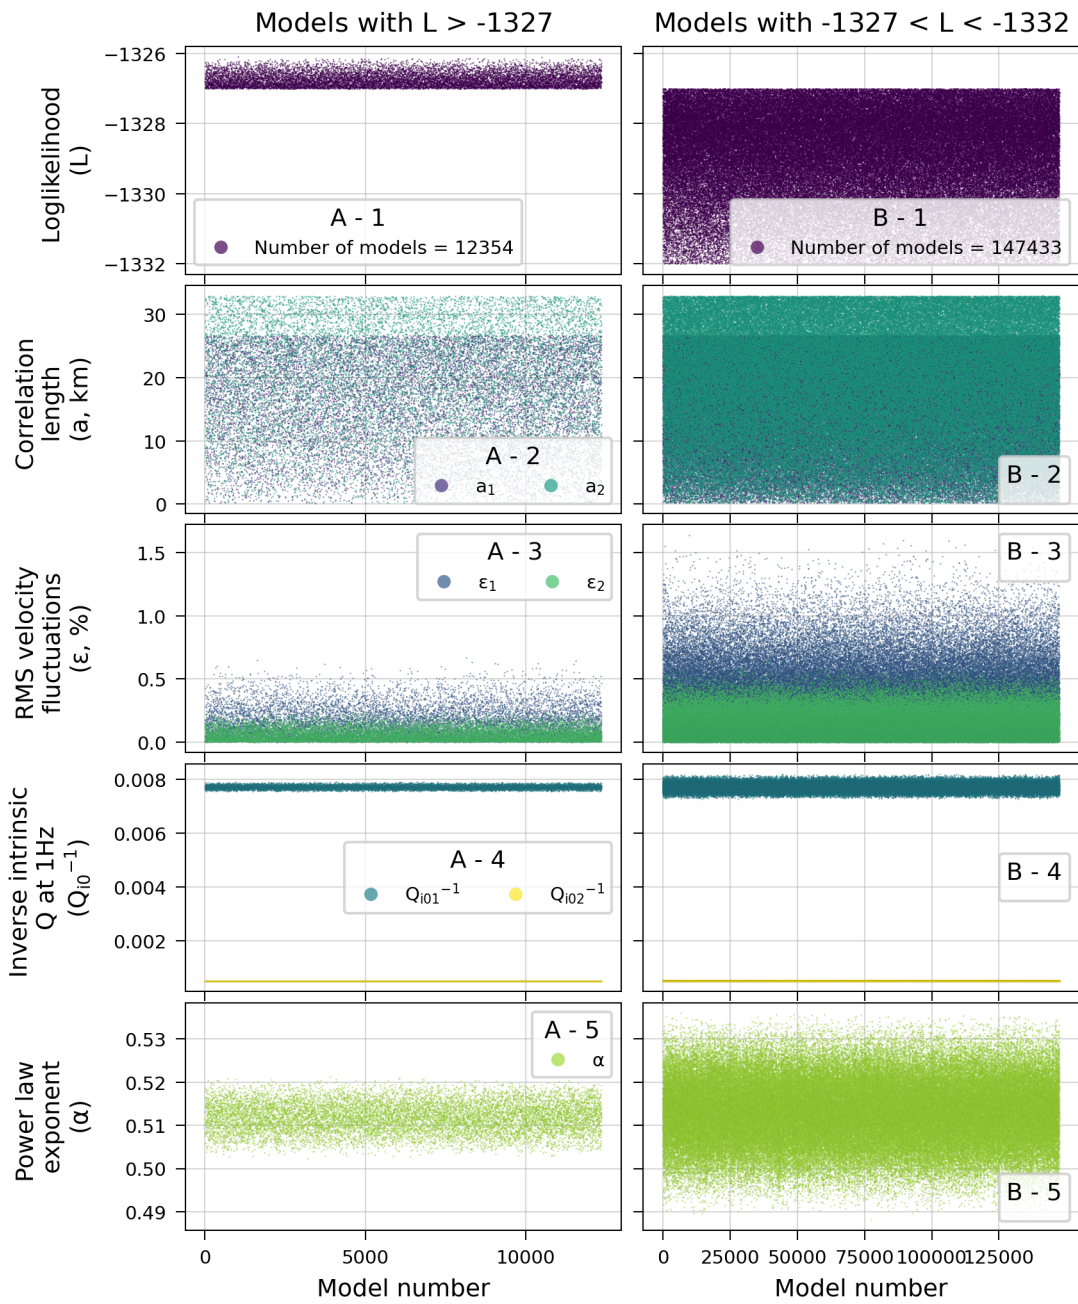 Models with L > -1327
Models with -1327 < L < -1332
Loglikelihood
(L)
−1326
−1328
−1330
−1332
A - 1
Number of models = 12354
B - 1
Number of models = 147433
Correlation
length
(a, km)
30
20
10
0
A - 2
a₁ a₂
B - 2
RMS velocity
fluctuations
(ε, %)
1.5
1.0
0.5
0.0
A - 3
ε₁ ε₂
B - 3
Inverse intrinsic
Q at 1Hz
(Qᵢ₀⁻¹)
0.008
0.006
0.004
0.002
A - 4
Qᵢ₀₁⁻¹ Qᵢ₀₂⁻¹
B - 4
Power law
exponent
(α)
0.53
0.52
0.51
0.50
0.49
A - 5
α
B - 5
0 5000 10000
0 25000 50000 75000 100000 125000
Model number
Model number